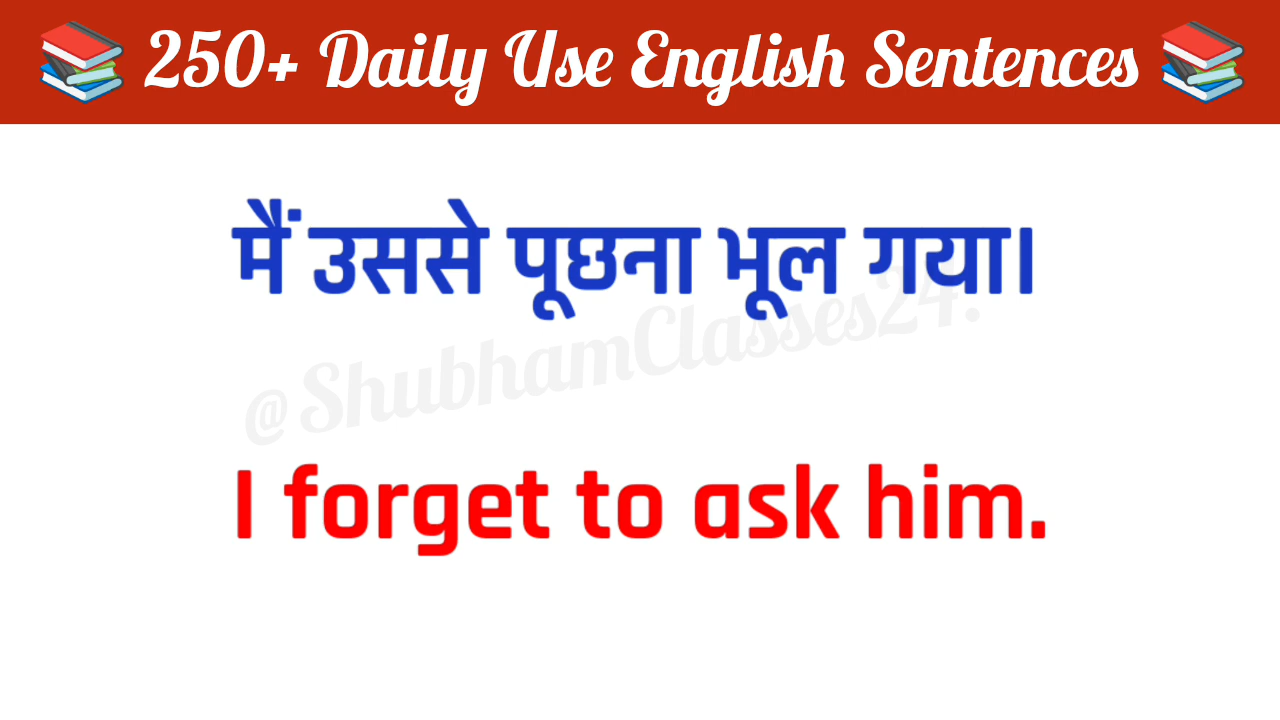 📚 250+ Daily Use English Sentences 📚
मैं उससे पूछना भूल गया।
@ShubhamClasses24.
I forget to ask him.